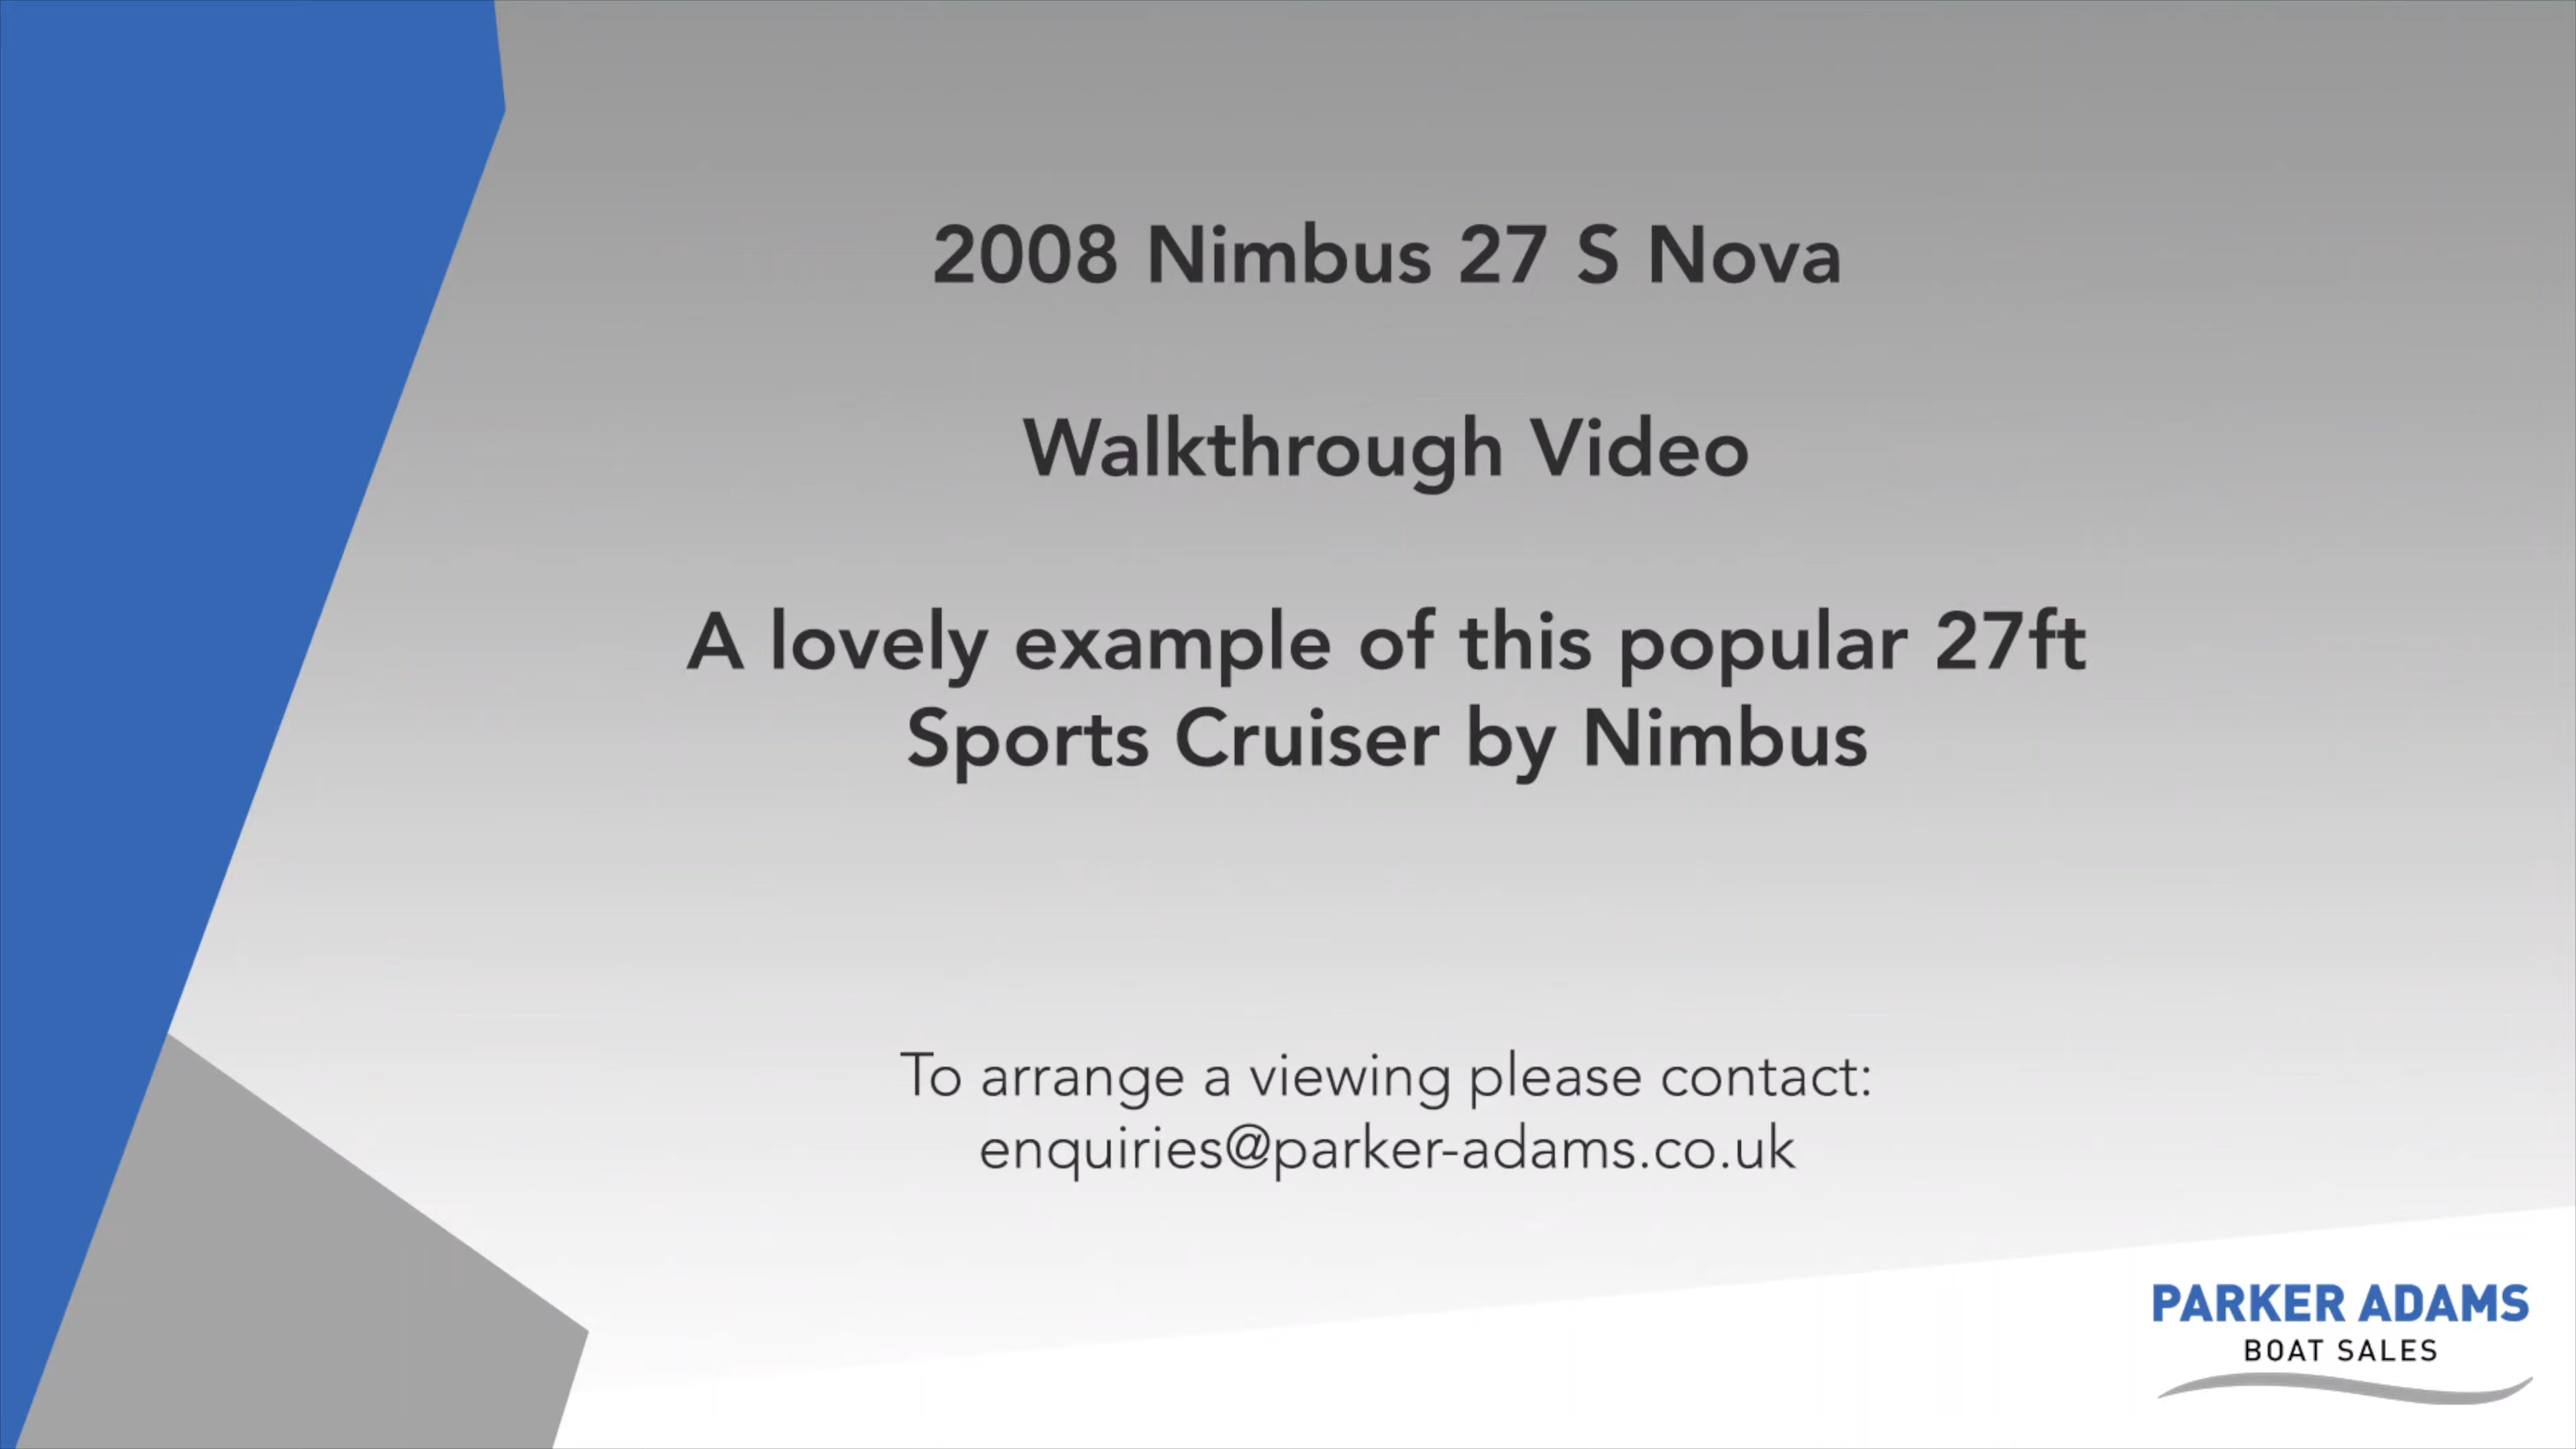 2008 Nimbus 27 S Nova
Walkthrough Video
A lovely example of this popular 27ft
Sports Cruiser by Nimbus
To arrange a viewing please contact:
enquiries@parker-adams.co.uk
PARKER ADAMS
BOAT SALES